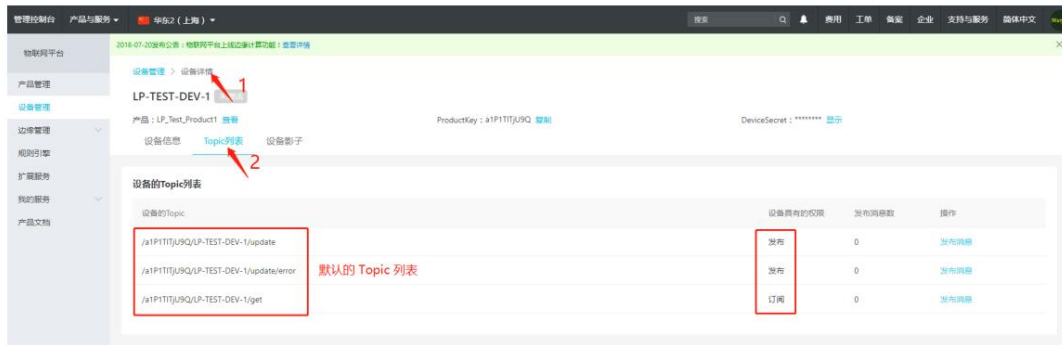 管理控制台 产品与服务 华东2（上海） 搜索 费用 工单 备案 企业 支持与服务 简体中文
物联网平台
2018-07-20发布公告：物联网平台上线边缘计算功能！查看详情
设备管理 > 设备详情
1
产品管理
LP-TEST-DEV-1
设备管理
产品：LP_Test_Product1 查看 ProductKey：a1P1TITjU9Q 复制 DeviceSecret：******** 显示
边缘管理
设备信息 Topic列表 设备影子
规则引擎
2
扩展服务
设备的Topic列表
我的服务
设备的Topic 设备具有的权限 发布消息数 操作
产品文档
/a1P1TITjU9Q/LP-TEST-DEV-1/update 发布 0 发布消息
/a1P1TITjU9Q/LP-TEST-DEV-1/update/error 默认的 Topic 列表 发布 0 发布消息
/a1P1TITjU9Q/LP-TEST-DEV-1/get 订阅 0 发布消息